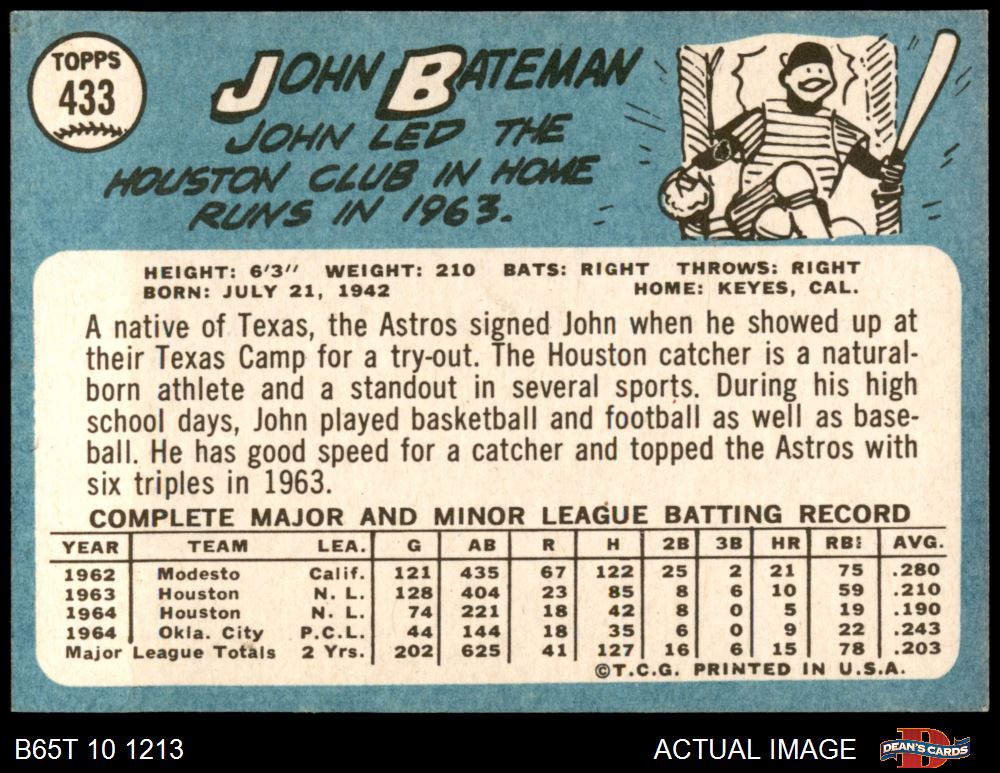 TOPPS
433
JOHN BATEMAN
JOHN LED THE
HOUSTON CLUB IN HOME
RUNS IN 1963.
HEIGHT: 6'3" WEIGHT: 210 BATS: RIGHT THROWS: RIGHT
BORN: JULY 21, 1942 HOME: KEYES, CAL.
A native of Texas, the Astros signed John when he showed up at
their Texas Camp for a try-out. The Houston catcher is a natural-
born athlete and a standout in several sports. During his high
school days, John played basketball and football as well as base-
ball. He has good speed for a catcher and topped the Astros with
six triples in 1963.
COMPLETE MAJOR AND MINOR LEAGUE BATTING RECORD
YEAR TEAM LEA. G AB R H 2B 3B HR RBI AVG.
1962 Modesto Calif. 121 435 67 122 25 2 21 75 .280
1963 Houston N. L. 128 404 23 85 8 6 10 59 .210
1964 Houston N. L. 74 221 18 42 8 0 5 19 .190
1964 Okla. City P.C.L. 44 144 18 35 6 0 9 22 .243
Major League Totals 2 Yrs. 202 625 41 127 16 6 15 78 .203
©T.C.G. PRINTED IN U.S.A.
B65T 10 1213 ACTUAL IMAGE DEAN'S CARDS